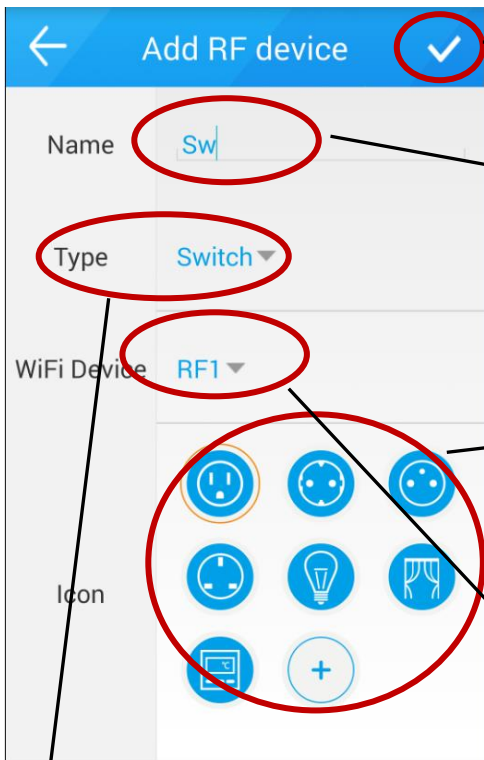 Add RF device
Name Sw
Type Switch
WiFi Device RF1
Icon